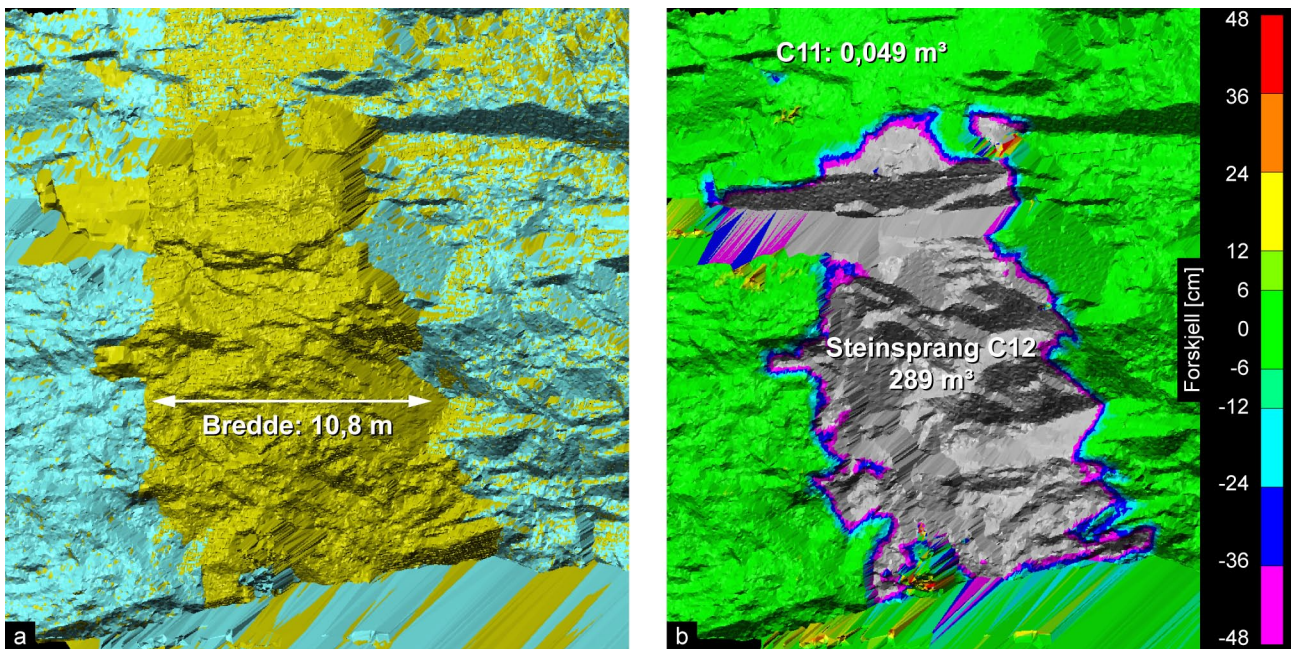 Bredde: 10,8 m
a
C11: 0,049 m³
Steinsprang C12
289 m³
b
Forskjell [cm]
48
36
24
12
6
0
-6
-12
-24
-36
-48